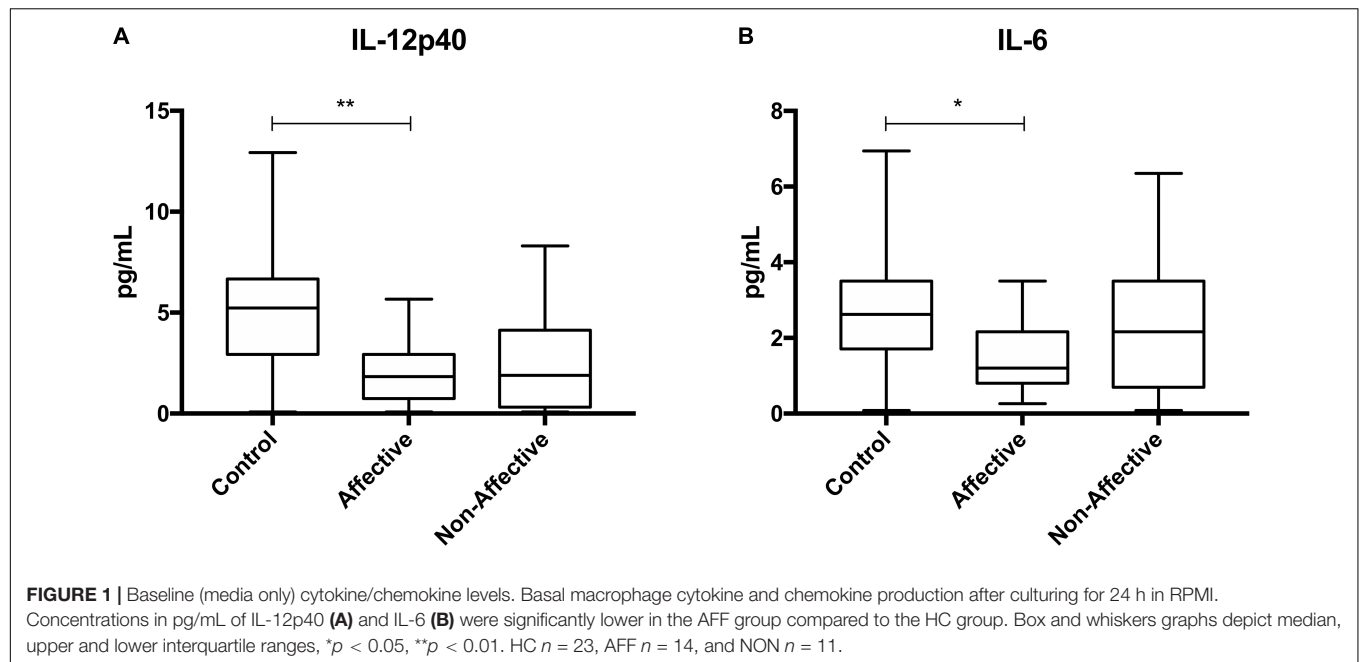 A
IL-12p40
**
15
10
5
0
pg/mL
Control
Affective
Non-Affective
B
IL-6
*
8
6
4
2
0
pg/mL
Control
Affective
Non-Affective
FIGURE 1 | Baseline (media only) cytokine/chemokine levels. Basal macrophage cytokine and chemokine production after culturing for 24 h in RPMI.
Concentrations in pg/mL of IL-12p40 (A) and IL-6 (B) were significantly lower in the AFF group compared to the HC group. Box and whiskers graphs depict median,
upper and lower interquartile ranges, *p < 0.05, **p < 0.01. HC n = 23, AFF n = 14, and NON n = 11.